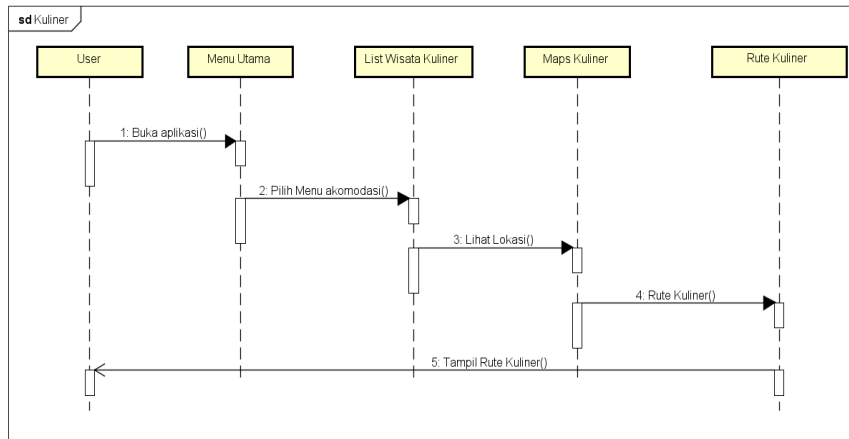 sd Kuliner
User
Menu Utama
List Wisata Kuliner
Maps Kuliner
Rute Kuliner
1: Buka aplikasi()
2: Pilih Menu akomodasi()
3: Lihat Lokasi()
4: Rute Kuliner()
5: Tampil Rute Kuliner()